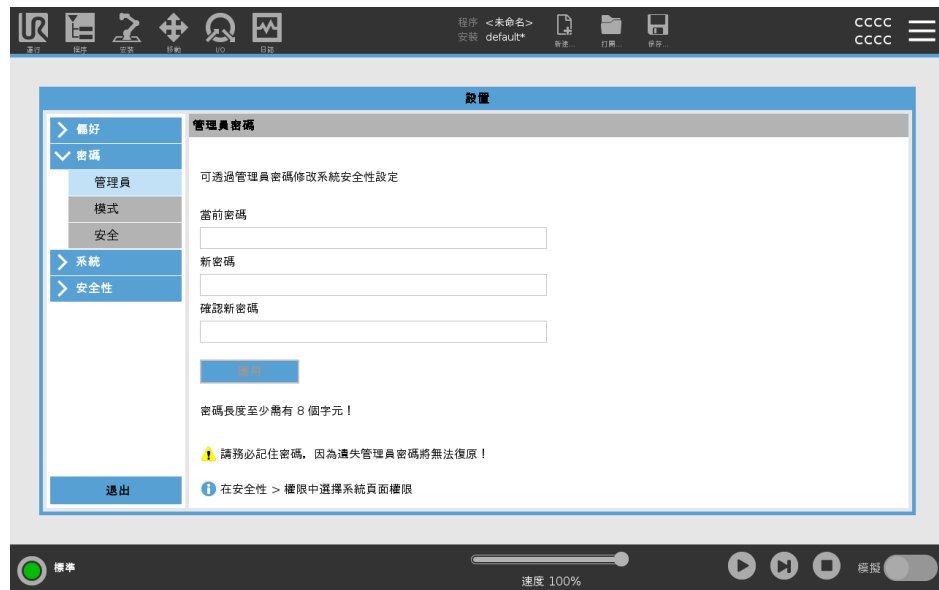 程序 <未命名>
安裝 default*
新建...
打開...
保存...
CCCC
CCCC
運行
程序
安裝
移動
I/O
日誌
設置
偏好
密碼
管理員
模式
安全
系統
安全性
退出
管理員密碼
可透過管理員密碼修改系統安全性設定
當前密碼
新密碼
確認新密碼
應用
密碼長度至少需有 8 個字元！
請務必記住密碼，因為遺失管理員密碼將無法復原！
在安全性 > 權限中選擇系統頁面權限
標準
速度 100%
模擬